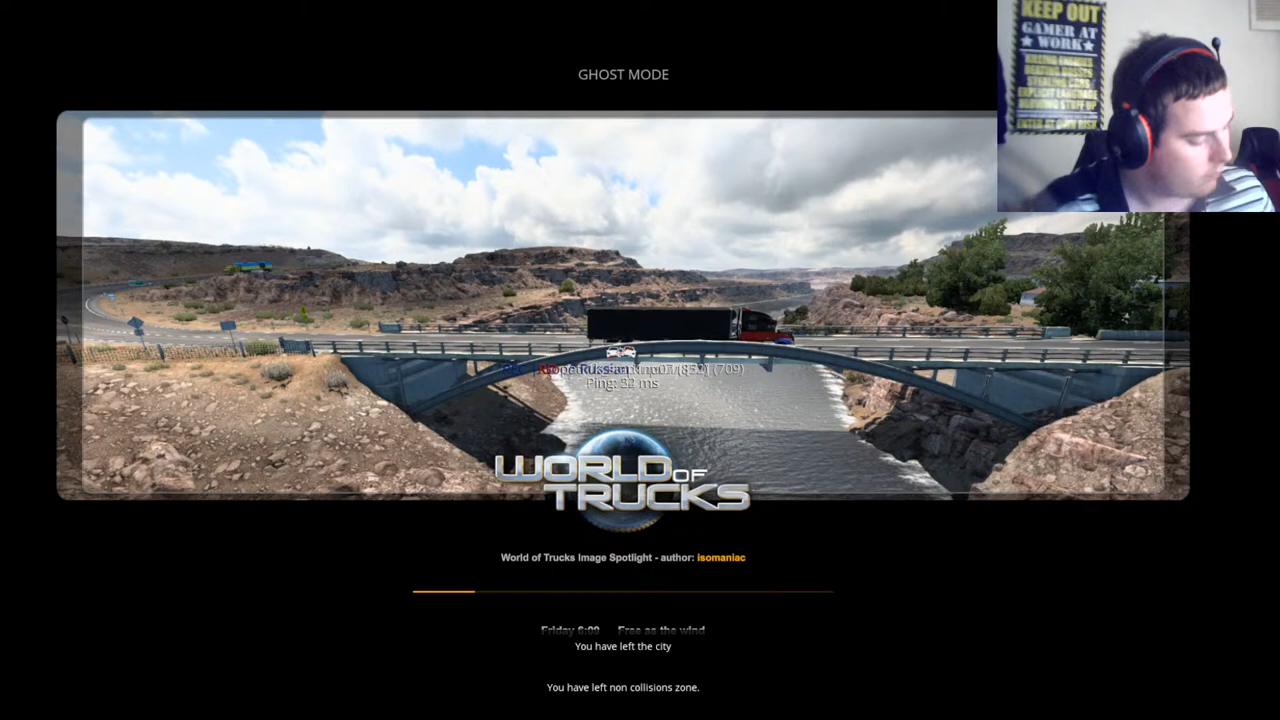 KEEP OUT
GAMER AT
★ WORK ★
GHOST MODE
Ping: 32 ms
WORLD OF
TRUCKS
World of Trucks Image Spotlight - author: isomaniac
Friday 6:09 Free as the wind
You have left the city
You have left non collisions zone.